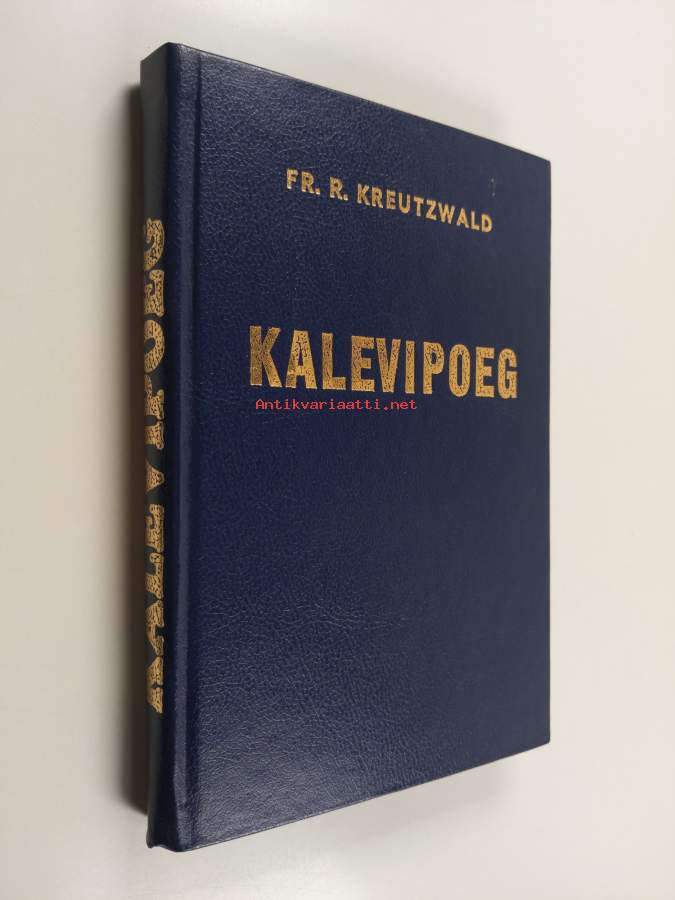 FR. R. KREUTZWALD
KALEVIPOEG
Antikvariaatti.net
KALEVIPOEG